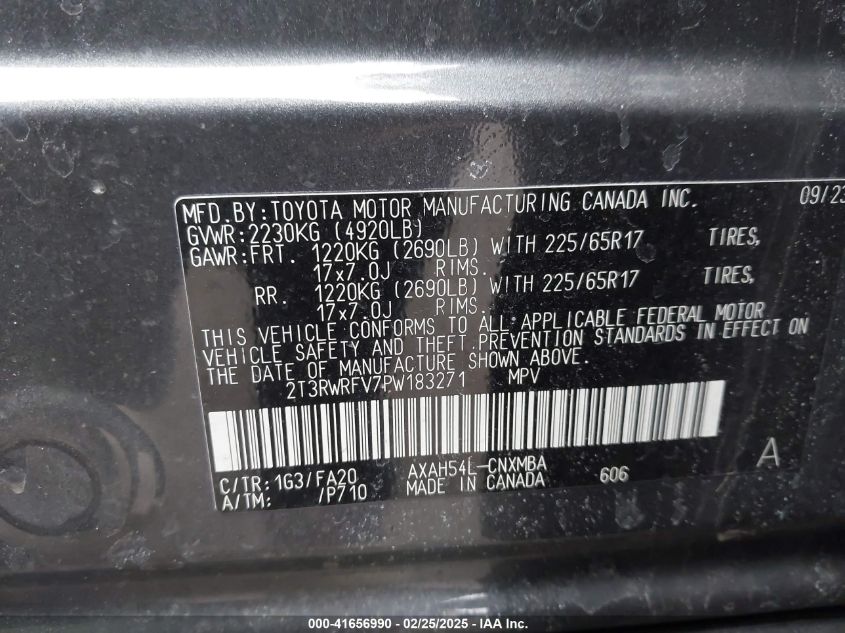 MFD.BY:TOYOTA MOTOR MANUFACTURING CANADA INC. 09/23
GVWR:2230KG (4920LB)
GAWR:FRT. 1220KG (2690LB) WITH 225/65R17 TIRES,
17x7.0J RIMS.
RR. 1220KG (2690LB) WITH 225/65R17 TIRES,
17x7.0J RIMS.
THIS VEHICLE CONFORMS TO ALL APPLICABLE FEDERAL MOTOR
VEHICLE SAFETY AND THEFT PREVENTION STANDARDS IN EFFECT ON
THE DATE OF MANUFACTURE SHOWN ABOVE.
2T3RWRFV7PW183271 MPV
C/TR:1G3/FA20 AXAH54L-CNXMBA 606 A
A/TM: /P710 MADE IN CANADA
000-41656990 - 02/25/2025 - IAA Inc.